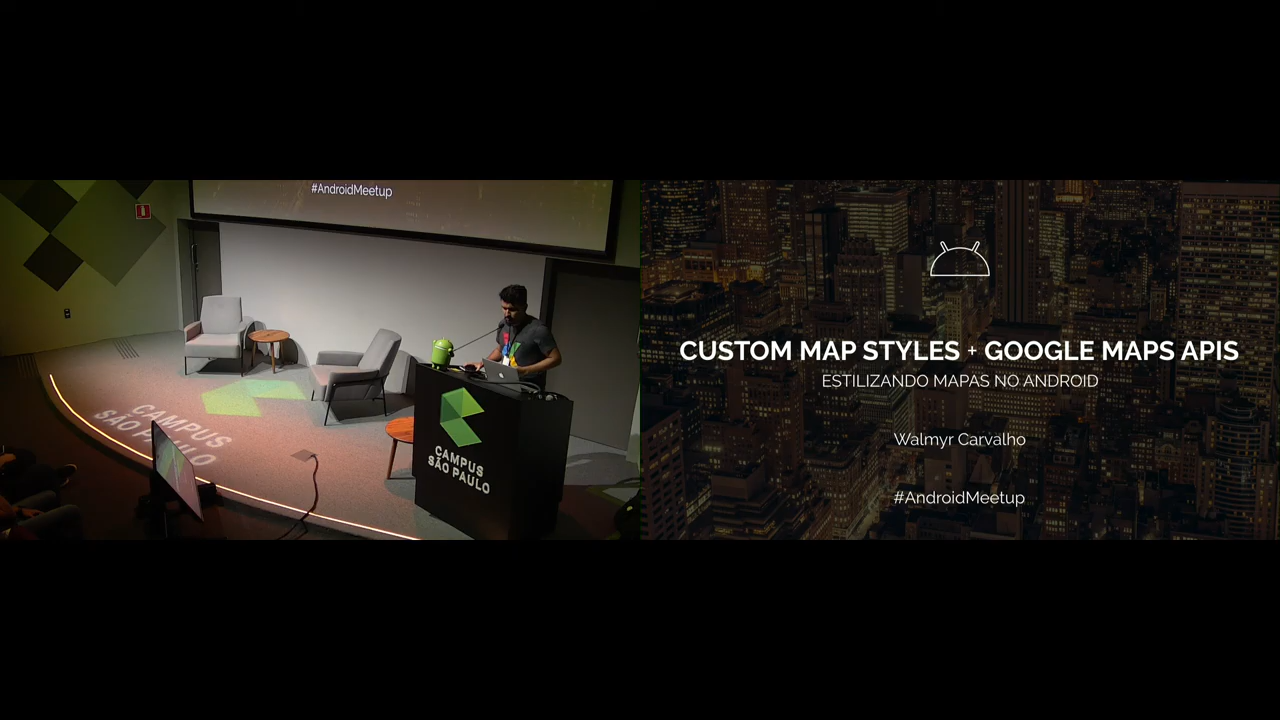 #AndroidMeetup
CAMPUS
SÃO PAULO
CAMPUS
SÃO PAULO
CUSTOM MAP STYLES + GOOGLE MAPS APIS
ESTILIZANDO MAPAS NO ANDROID
Walmyr Carvalho
#AndroidMeetup